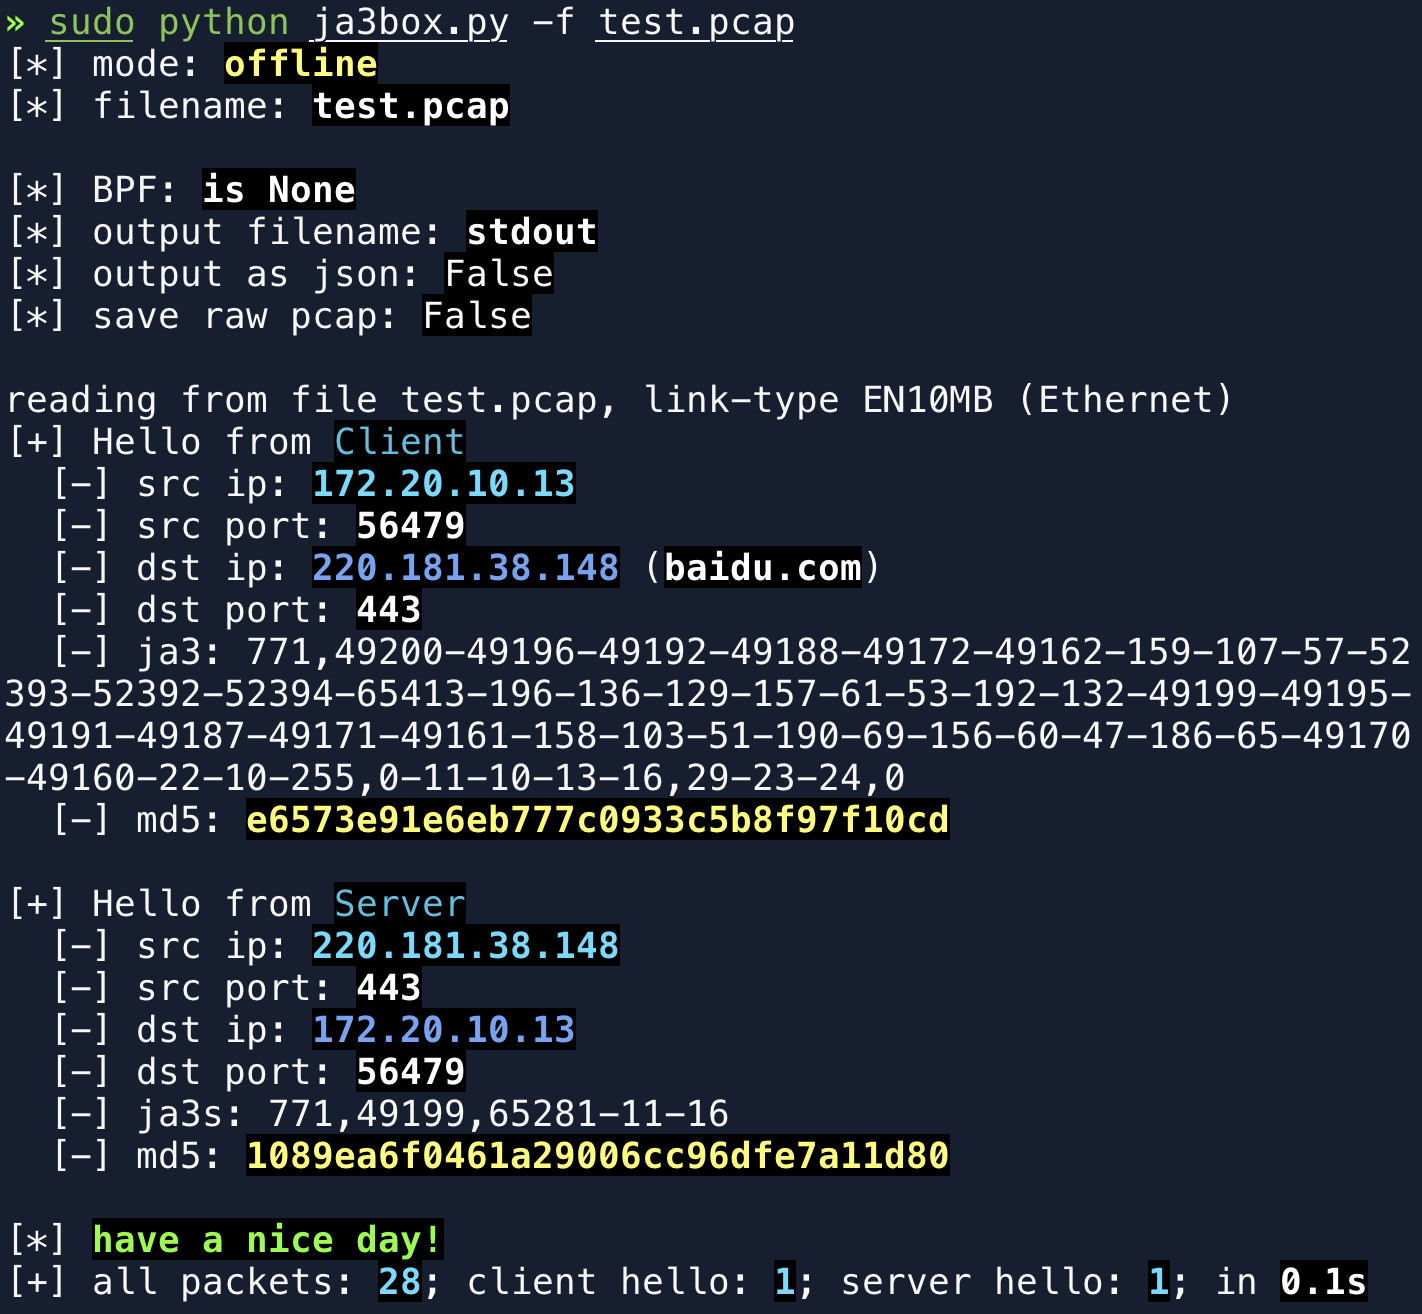 » sudo python ja3box.py -f test.pcap
[*] mode: offline
[*] filename: test.pcap
[*] BPF: is None
[*] output filename: stdout
[*] output as json: False
[*] save raw pcap: False
reading from file test.pcap, link-type EN10MB (Ethernet)
[+] Hello from Client
[-] src ip: 172.20.10.13
[-] src port: 56479
[-] dst ip: 220.181.38.148 (baidu.com)
[-] dst port: 443
[-] ja3: 771,49200-49196-49192-49188-49172-49162-159-107-57-52
393-52392-52394-65413-196-136-129-157-61-53-192-132-49199-49195-
49191-49187-49171-49161-158-103-51-190-69-156-60-47-186-65-49170
-49160-22-10-255,0-11-10-13-16,29-23-24,0
[-] md5: e6573e91e6eb777c0933c5b8f97f10cd
[+] Hello from Server
[-] src ip: 220.181.38.148
[-] src port: 443
[-] dst ip: 172.20.10.13
[-] dst port: 56479
[-] ja3s: 771,49199,65281-11-16
[-] md5: 1089ea6f0461a29006cc96dfe7a11d80
[*] have a nice day!
[+] all packets: 28; client hello: 1; server hello: 1; in 0.1s